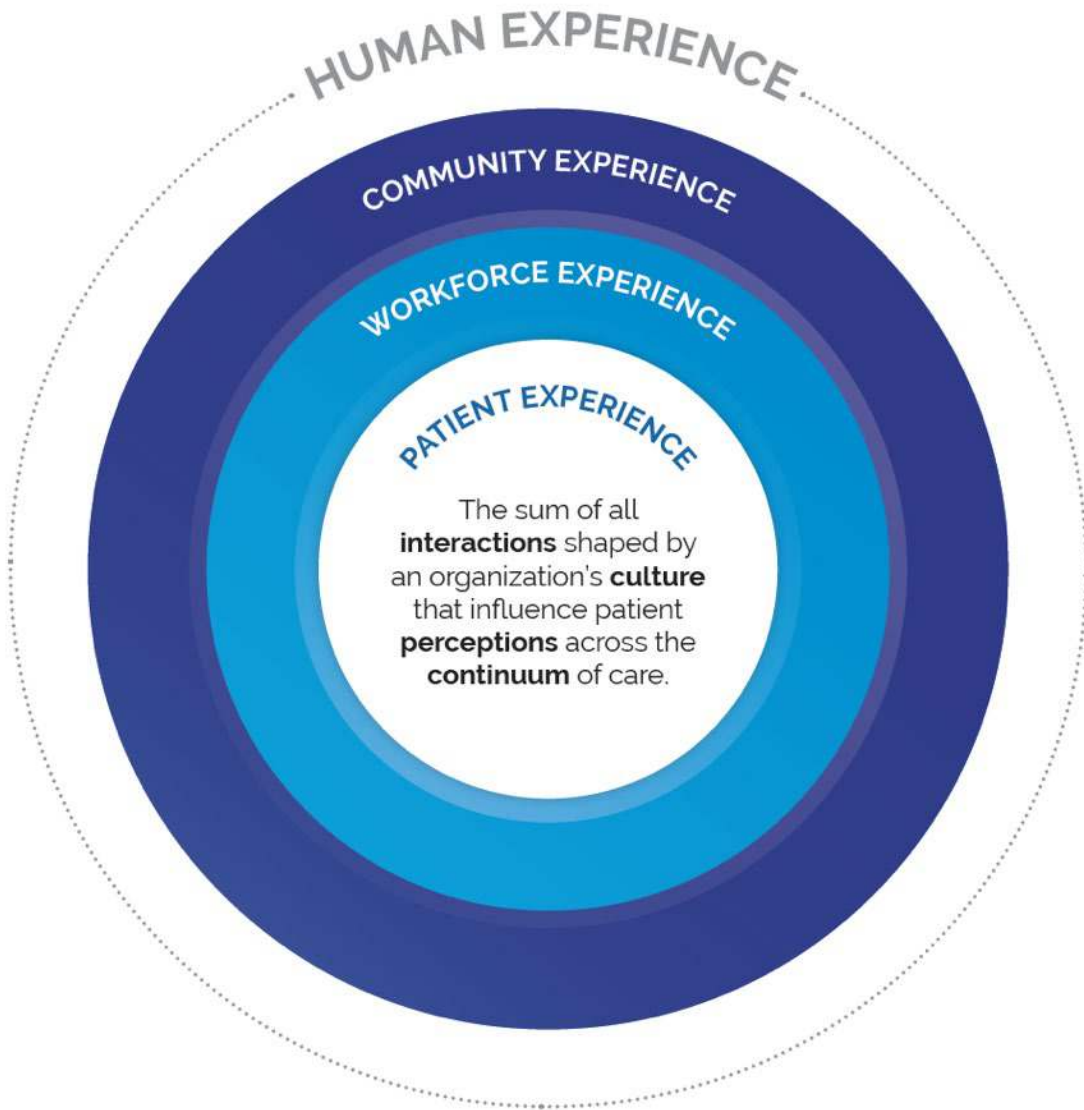 HUMAN EXPERIENCE
COMMUNITY EXPERIENCE
WORKFORCE EXPERIENCE
PATIENT EXPERIENCE
The sum of all
interactions shaped by
an organization's culture
that influence patient
perceptions across the
continuum of care.